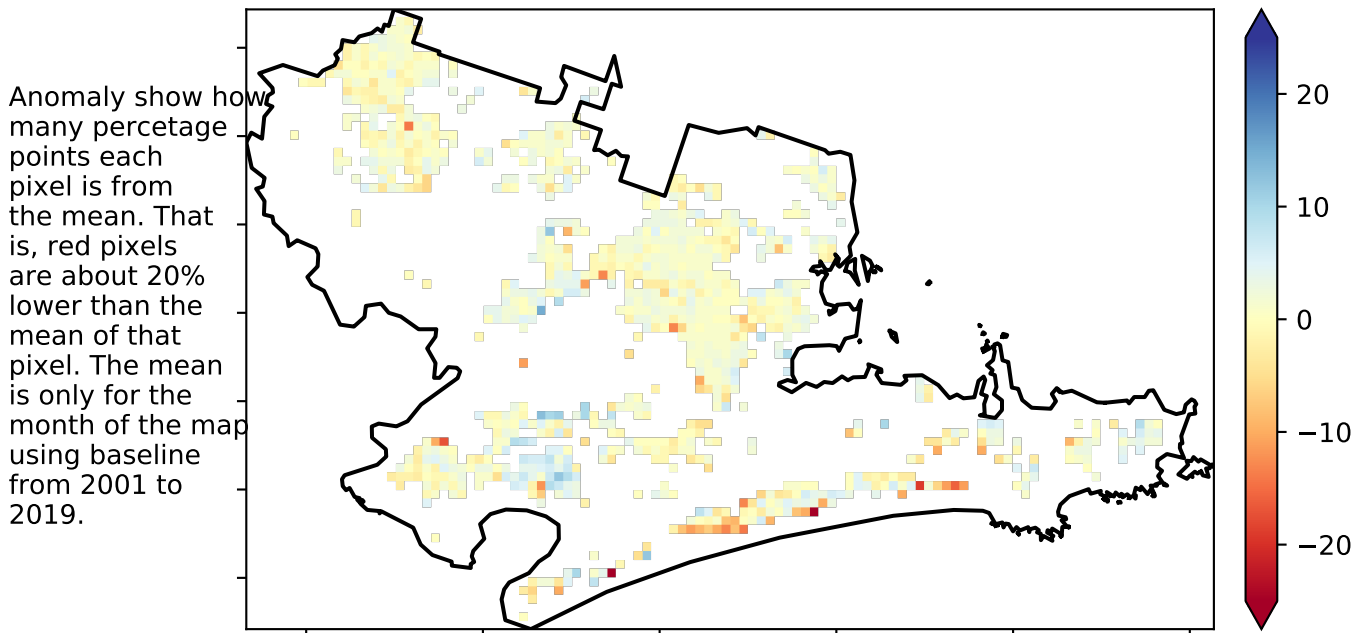 Anomaly show how
many percetage
points each
pixel is from
the mean. That
is, red pixels
are about 20%
lower than the
mean of that
pixel. The mean
is only for the
month of the map
using baseline
from 2001 to
2019.
20
10
0
−10
−20